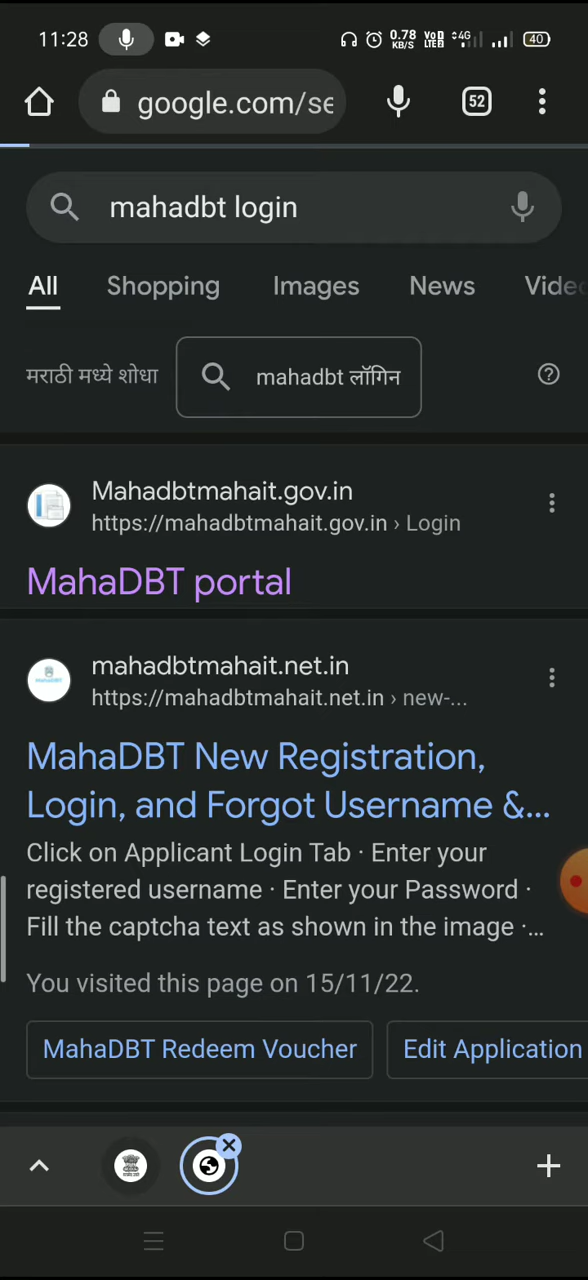 11:28
0.78 KB/S
VoD LTE2
4G
40
google.com/se
52
mahadbt login
All Shopping Images News Vide
मराठी मध्ये शोधा mahadbt लॉगिन
Mahadbtmahait.gov.in
https://mahadbtmahait.gov.in › Login
MahaDBT portal
mahadbtmahait.net.in
https://mahadbtmahait.net.in › new-...
MahaDBT New Registration,
Login, and Forgot Username &...
Click on Applicant Login Tab · Enter your
registered username · Enter your Password ·
Fill the captcha text as shown in the image ·...
You visited this page on 15/11/22.
MahaDBT Redeem Voucher Edit Application